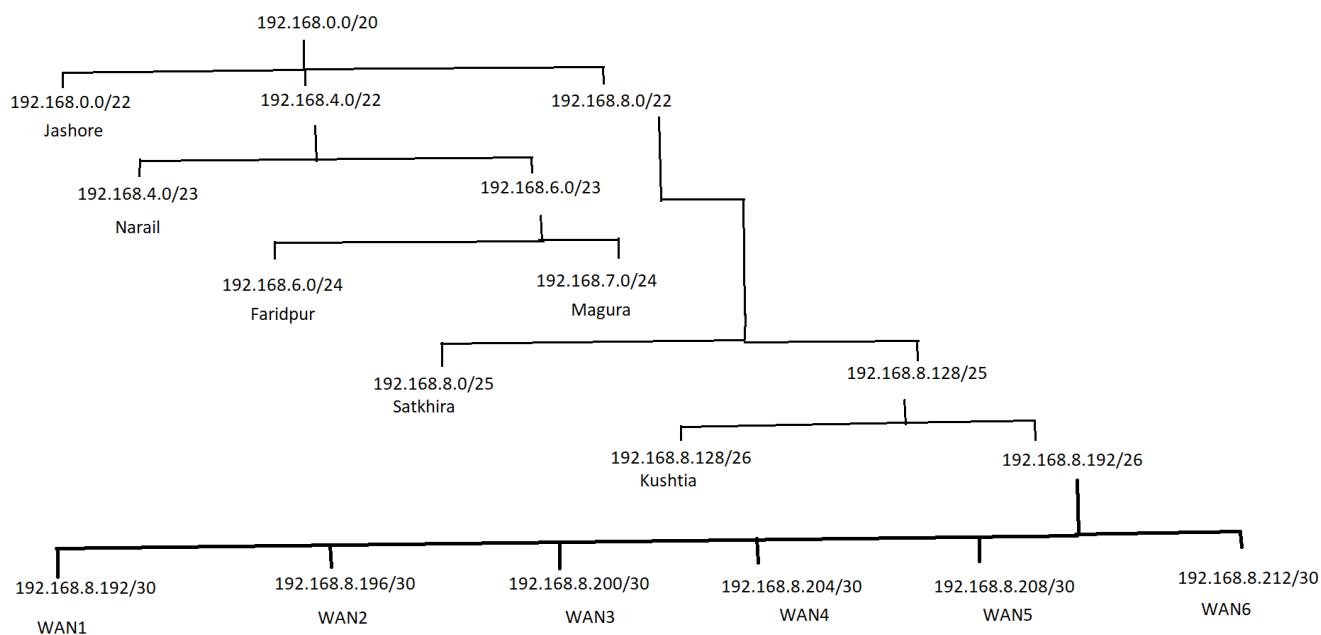 192.168.0.0/20
192.168.0.0/22
192.168.4.0/22
192.168.8.0/22
Jashore
192.168.4.0/23
192.168.6.0/23
Narail
192.168.6.0/24
192.168.7.0/24
Faridpur
Magura
192.168.8.0/25
192.168.8.128/25
Satkhira
192.168.8.128/26
192.168.8.192/26
Kushtia
192.168.8.192/30
192.168.8.196/30
192.168.8.200/30
192.168.8.204/30
192.168.8.208/30
192.168.8.212/30
WAN1
WAN2
WAN3
WAN4
WAN5
WAN6